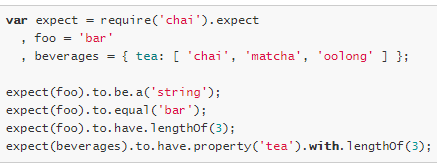 var expect = require('chai').expect
  , foo = 'bar'
  , beverages = { tea: [ 'chai', 'matcha', 'oolong' ] };

expect(foo).to.be.a('string');
expect(foo).to.equal('bar');
expect(foo).to.have.lengthOf(3);
expect(beverages).to.have.property('tea').with.lengthOf(3);